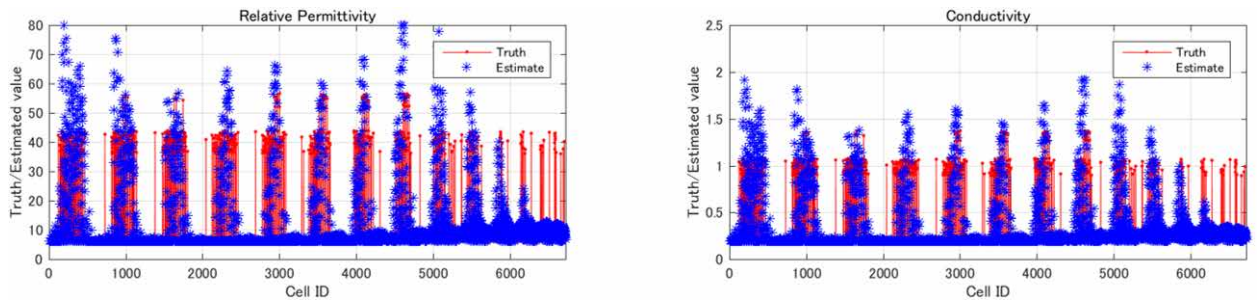 Relative Permittivity
Truth/Estimated value
80
70
60
50
40
30
20
10
0
0 1000 2000 3000 4000 5000 6000
Cell ID
Truth
Estimate
Conductivity
Truth/Estimated value
2.5
2
1.5
1
0.5
0
0 1000 2000 3000 4000 5000 6000
Cell ID
Truth
Estimate